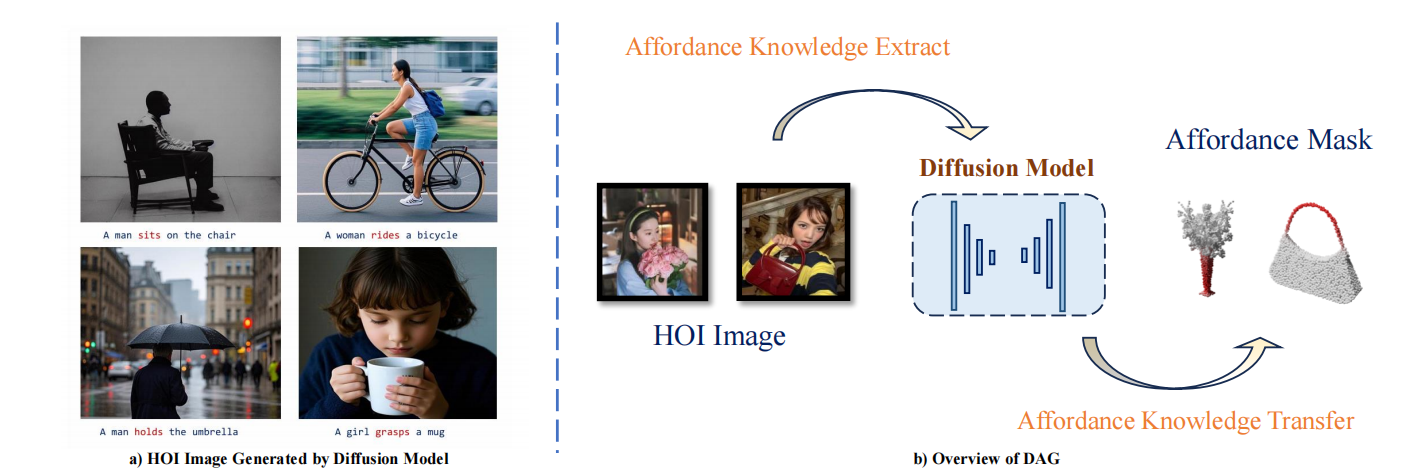 A man sits on the chair
A woman rides a bicycle
A man holds the umbrella
A girl grasps a mug
a) HOI Image Generated by Diffusion Model
Affordance Knowledge Extract
Diffusion Model
Affordance Mask
HOI Image
Affordance Knowledge Transfer
b) Overview of DAG